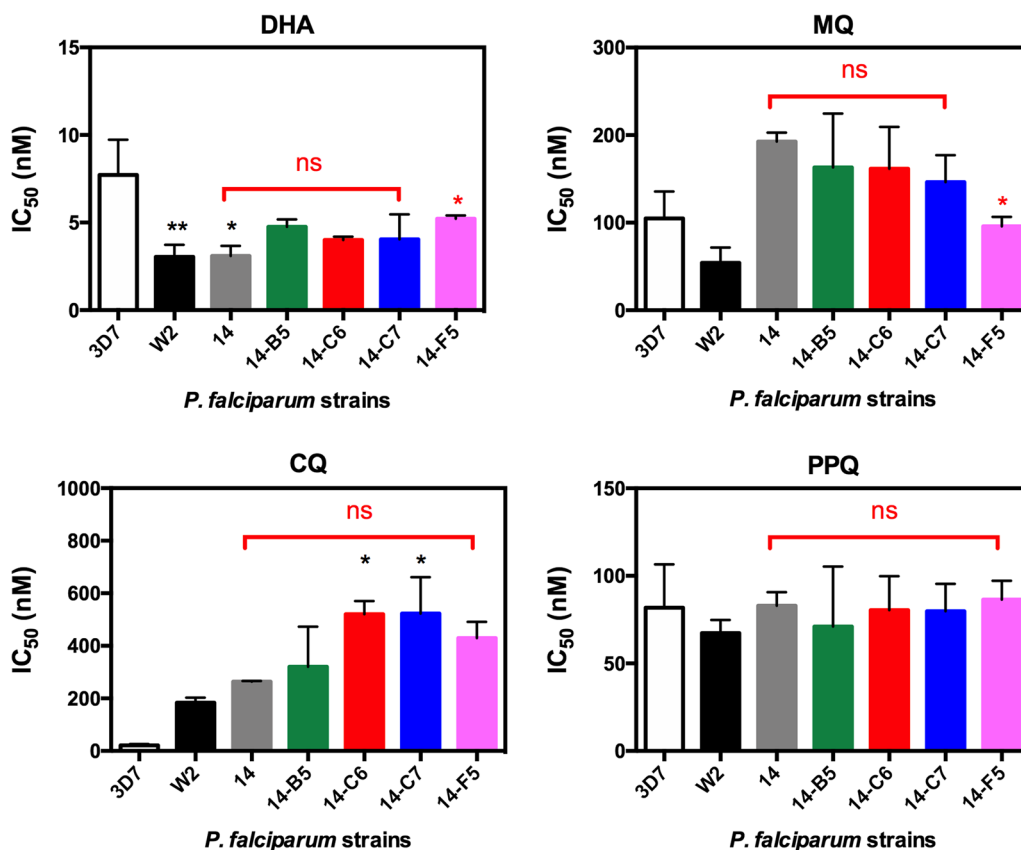 DHA
15
10
5
0
IC50 (nM)
ns
**
*
*
3D7
W2
14
14-B5
14-C6
14-C7
14-F5
P. falciparum strains
MQ
300
200
100
0
IC50 (nM)
ns
*
3D7
W2
14
14-B5
14-C6
14-C7
14-F5
P. falciparum strains
CQ
1000
800
600
400
200
0
IC50 (nM)
ns
*
*
3D7
W2
14
14-B5
14-C6
14-C7
14-F5
P. falciparum strains
PPQ
150
100
50
0
IC50 (nM)
ns
3D7
W2
14
14-B5
14-C6
14-C7
14-F5
P. falciparum strains